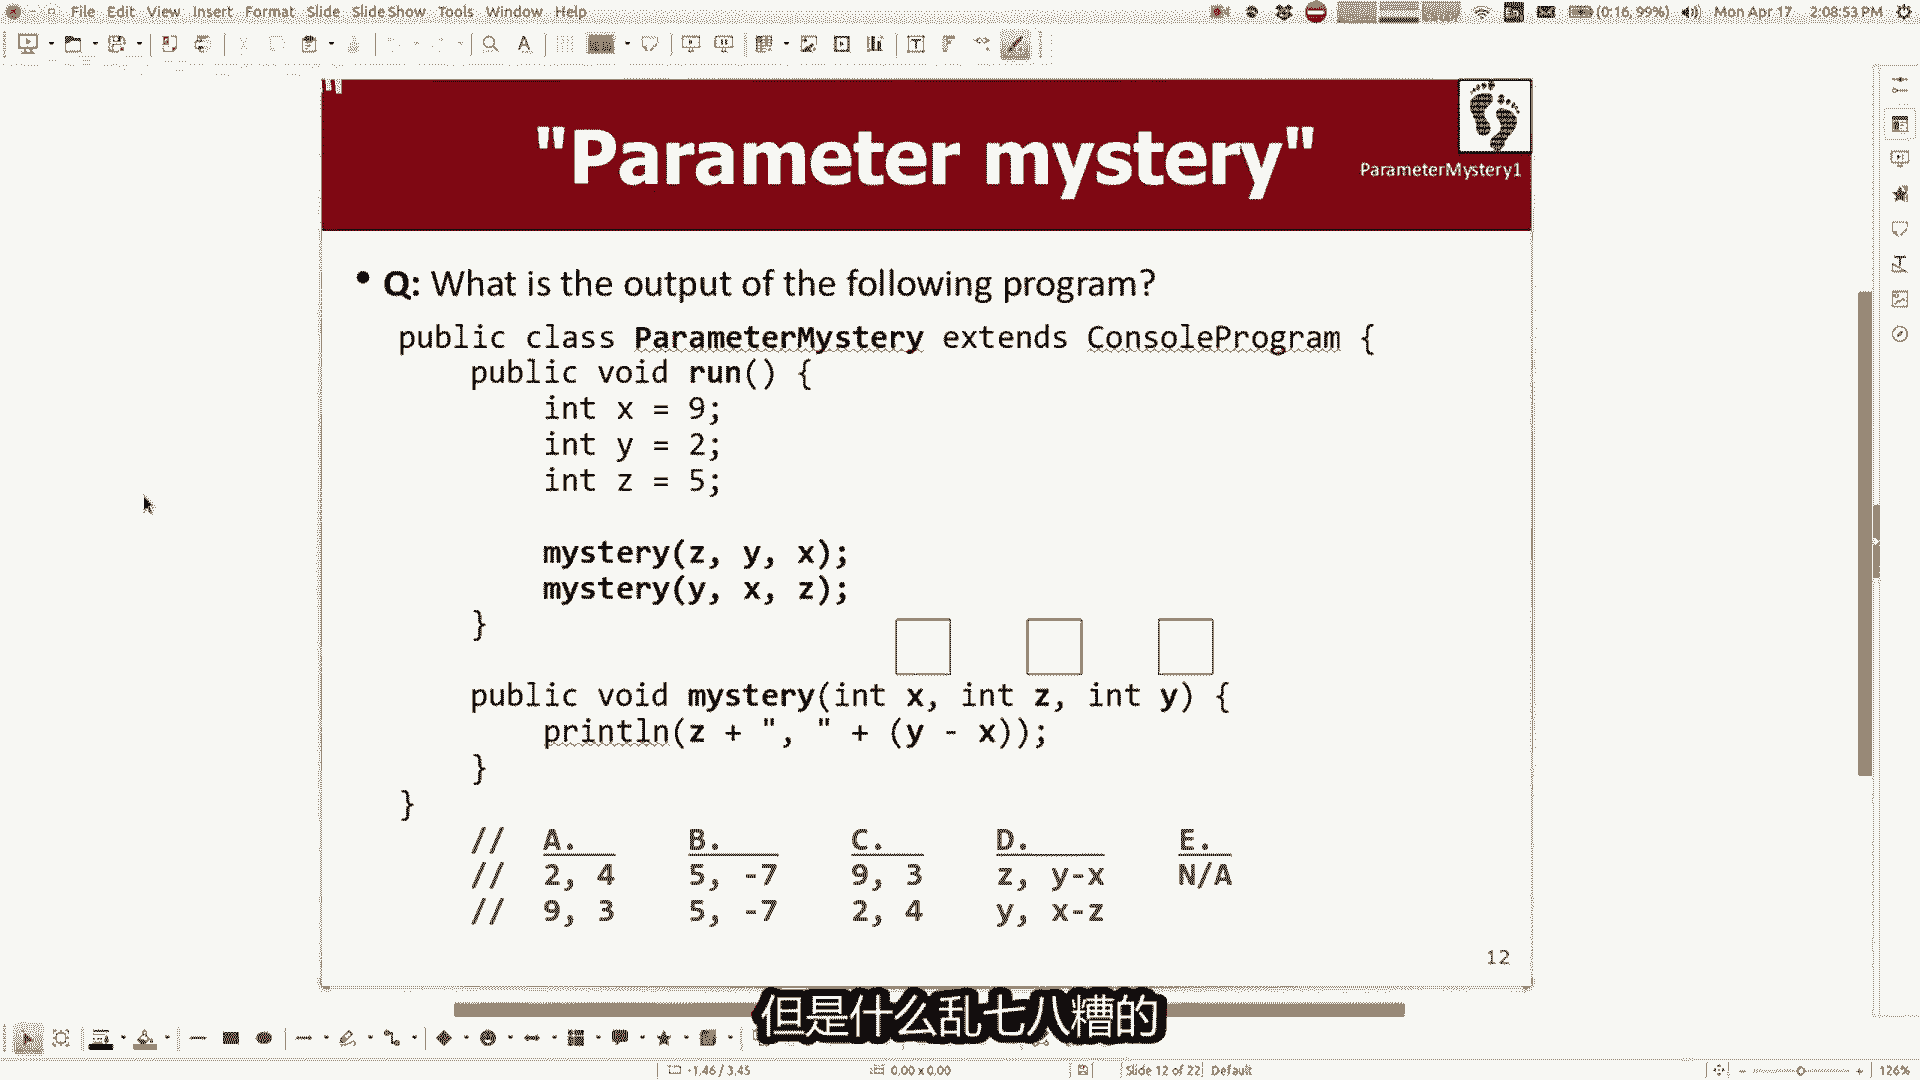 File Edit View Insert Format Slide Slide Show Tools Window Help
(0:16, 99%) Mon Apr 17 2:08:53 PM
"
"Parameter mystery"
ParameterMystery1
• Q: What is the output of the following program?
public class ParameterMystery extends ConsoleProgram {
public void run() {
int x = 9;
int y = 2;
int z = 5;
mystery(z, y, x);
mystery(y, x, z);
}
public void mystery(int x, int z, int y) {
println(z + ", " + (y - x));
}
}
// A. B. C. D. E.
// 2, 4 5, -7 9, 3 z, y-x N/A
// 9, 3 5, -7 2, 4 y, x-z
12
但是什么乱七八糟的
-1.46 / 3.45 0.00 x 0.00 Slide 12 of 22 Default 126%